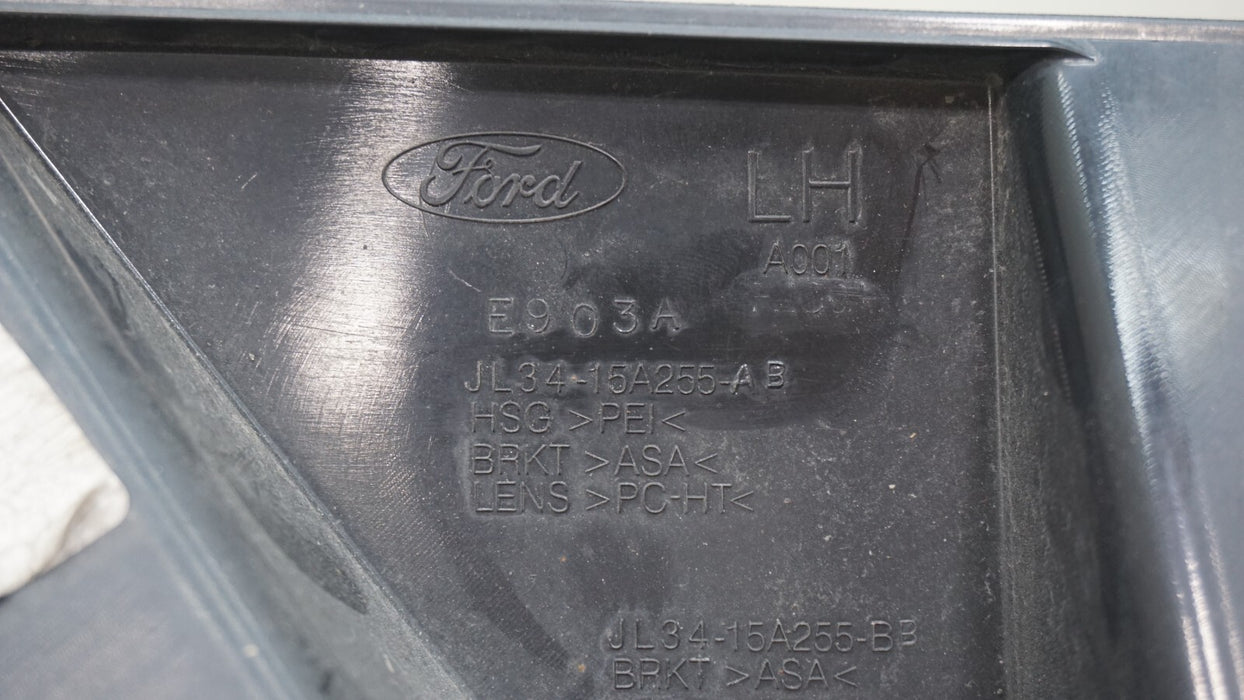 Ford
LH
A001
E903A
JL34-15A255-AB
HSG >PEI<
BRKT >ASA<
LENS >PC-HT<
JL34-15A255-BB
BRKT >ASA<